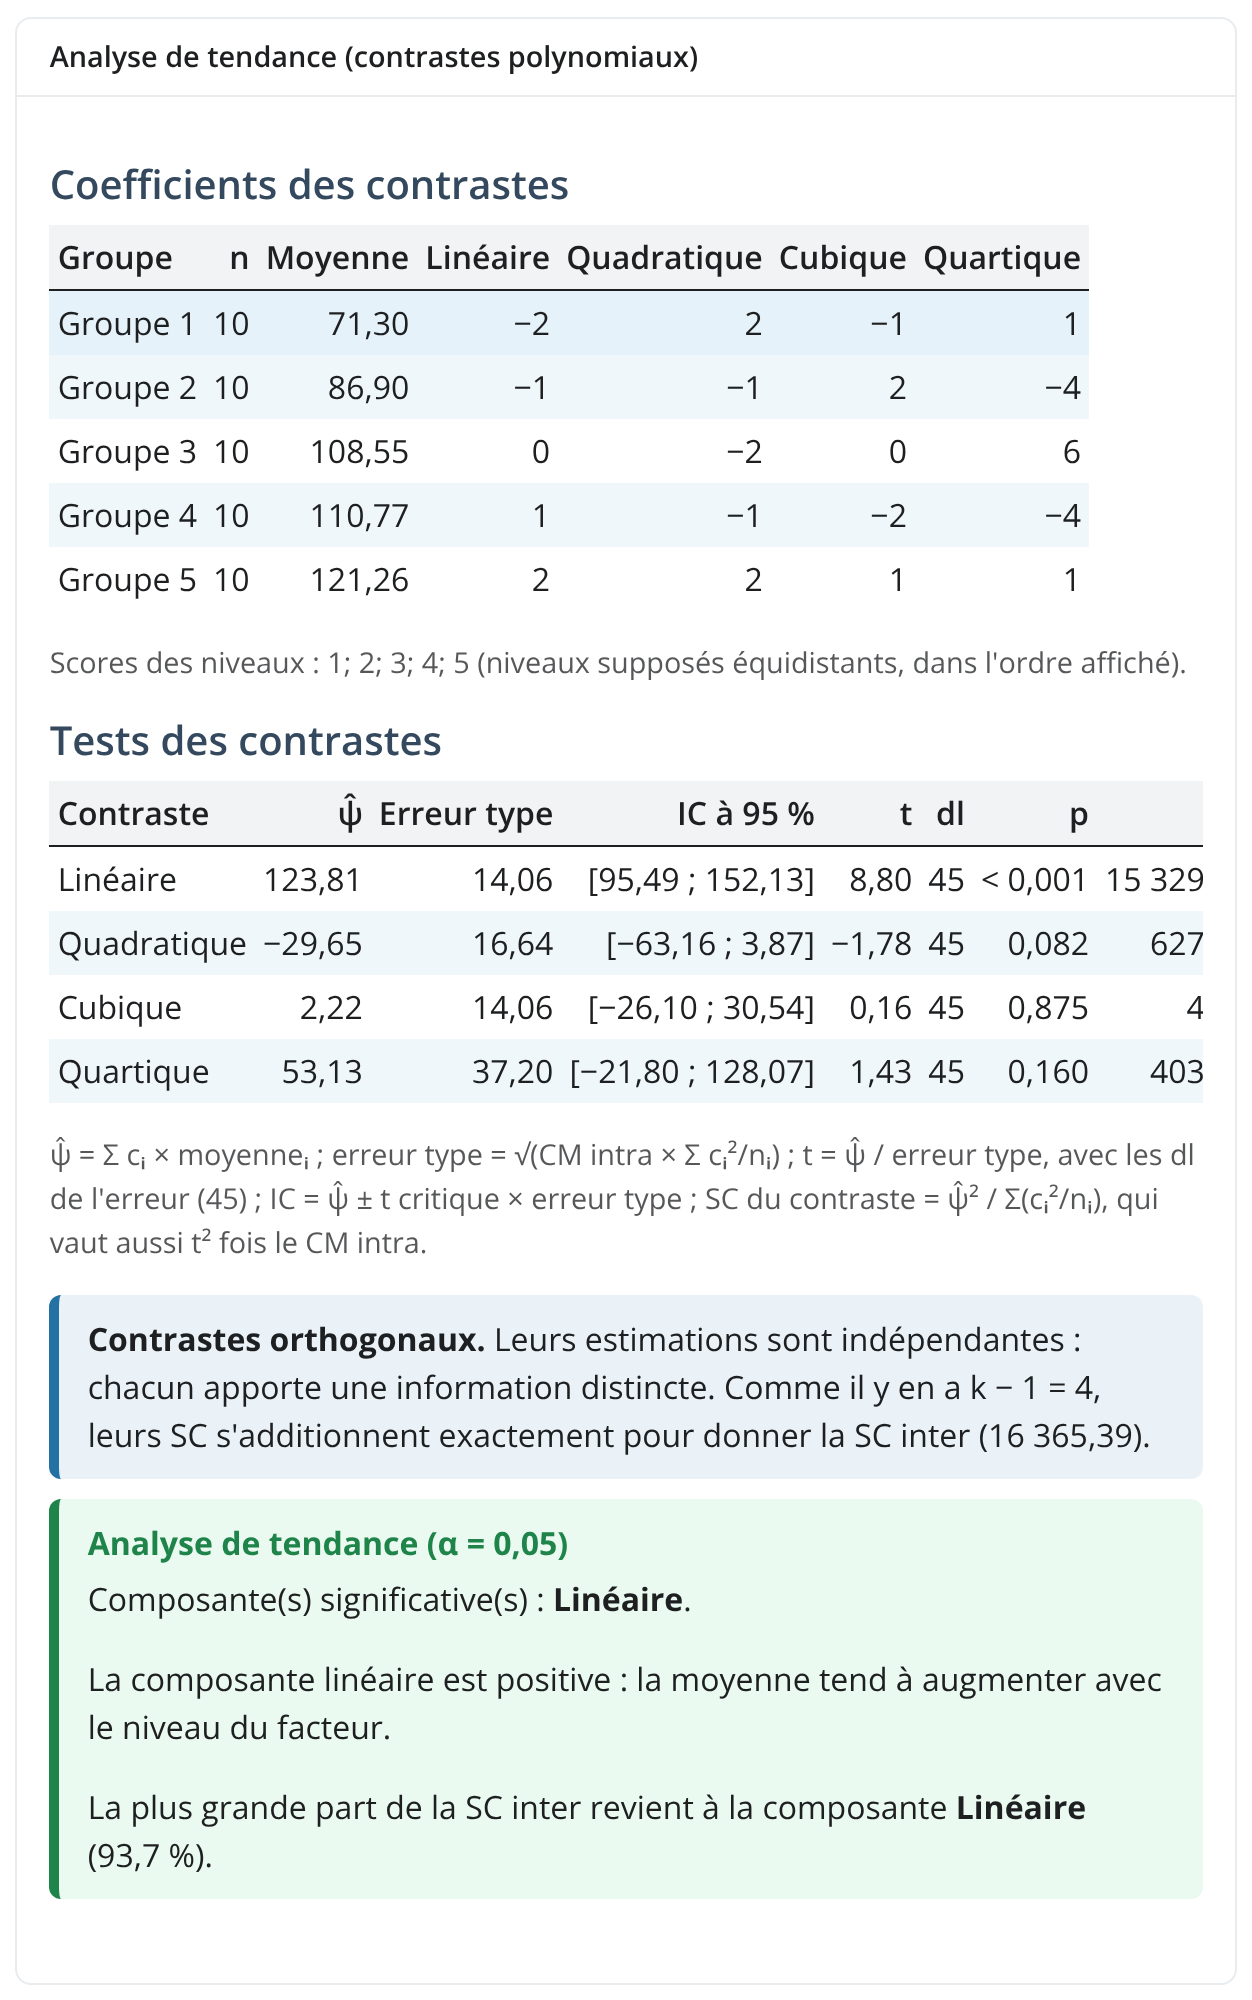 Analyse de tendance (contrastes polynomiaux)
Coefficients des contrastes
Groupe n Moyenne Linéaire Quadratique Cubique Quartique
Groupe 1 10 71,30 −2 2 −1 1
Groupe 2 10 86,90 −1 −1 2 −4
Groupe 3 10 108,55 0 −2 0 6
Groupe 4 10 110,77 1 −1 −2 −4
Groupe 5 10 121,26 2 2 1 1
Scores des niveaux : 1; 2; 3; 4; 5 (niveaux supposés équidistants, dans l'ordre affiché).
Tests des contrastes
Contraste ψ̂ Erreur type IC à 95 % t dl p
Linéaire 123,81 14,06 [95,49 ; 152,13] 8,80 45 < 0,001 15 329
Quadratique −29,65 16,64 [−63,16 ; 3,87] −1,78 45 0,082 627
Cubique 2,22 14,06 [−26,10 ; 30,54] 0,16 45 0,875 4
Quartique 53,13 37,20 [−21,80 ; 128,07] 1,43 45 0,160 403
ψ̂ = Σ cᵢ × moyenneᵢ ; erreur type = √(CM intra × Σ cᵢ²/nᵢ) ; t = ψ̂ / erreur type, avec les dl
de l'erreur (45) ; IC = ψ̂ ± t critique × erreur type ; SC du contraste = ψ̂² / Σ(cᵢ²/nᵢ), qui
vaut aussi t² fois le CM intra.
Contrastes orthogonaux. Leurs estimations sont indépendantes :
chacun apporte une information distincte. Comme il y en a k − 1 = 4,
leurs SC s'additionnent exactement pour donner la SC inter (16 365,39).
Analyse de tendance (α = 0,05)
Composante(s) significative(s) : Linéaire.
La composante linéaire est positive : la moyenne tend à augmenter avec
le niveau du facteur.
La plus grande part de la SC inter revient à la composante Linéaire
(93,7 %).